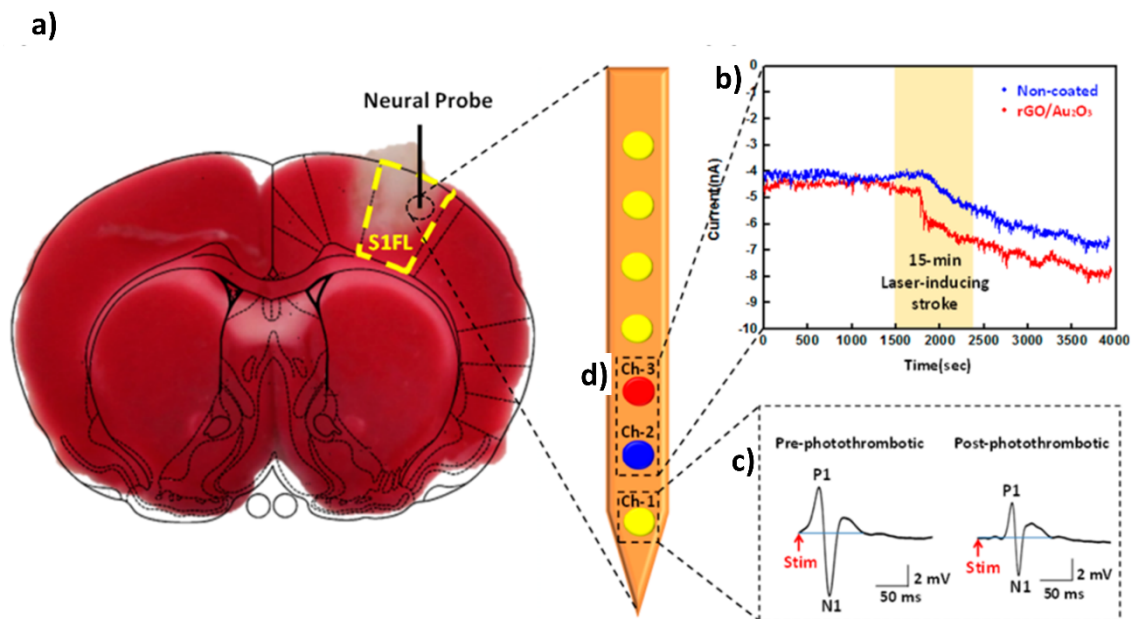 a)
Neural Probe
S1FL
d)
Ch-3
Ch-2
Ch-1
b)
0
-1
-2
-3
-4
-5
-6
-7
-8
-9
-10
Current(nA)
Non-coated
rGO/Au₂O₃
15-min
Laser-inducing
stroke
0 500 1000 1500 2000 2500 3000 3500 4000
Time(sec)
c)
Pre-photothrombotic
Post-photothrombotic
P1
Stim
N1
2 mV
50 ms
P1
Stim
N1
2 mV
50 ms